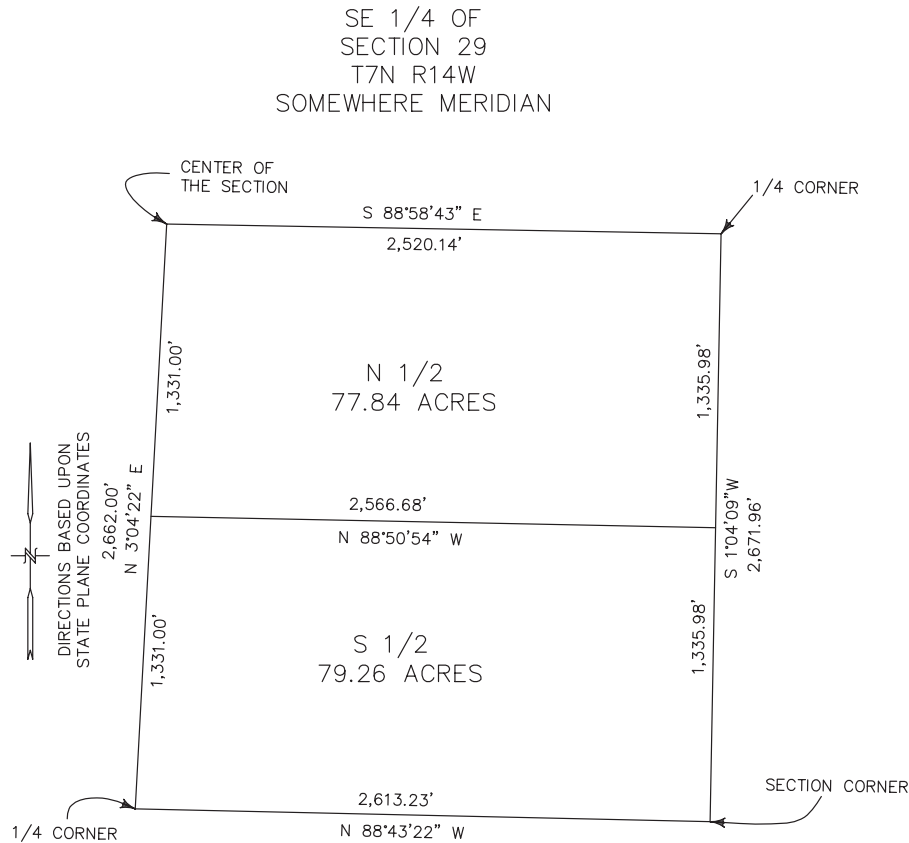 SE 1/4 OF
SECTION 29
T7N R14W
SOMEWHERE MERIDIAN
CENTER OF
THE SECTION
1/4 CORNER
S 88°58'43" E
2,520.14'
1,331.00'
1,335.98'
N 1/2
77.84 ACRES
DIRECTIONS BASED UPON
STATE PLANE COORDINATES
2,662.00'
N 3°04'22" E
2,566.68'
N 88°50'54" W
S 1°04'09"W
2,671.96'
N
1,331.00'
1,335.98'
S 1/2
79.26 ACRES
2,613.23'
N 88°43'22" W
1/4 CORNER
SECTION CORNER